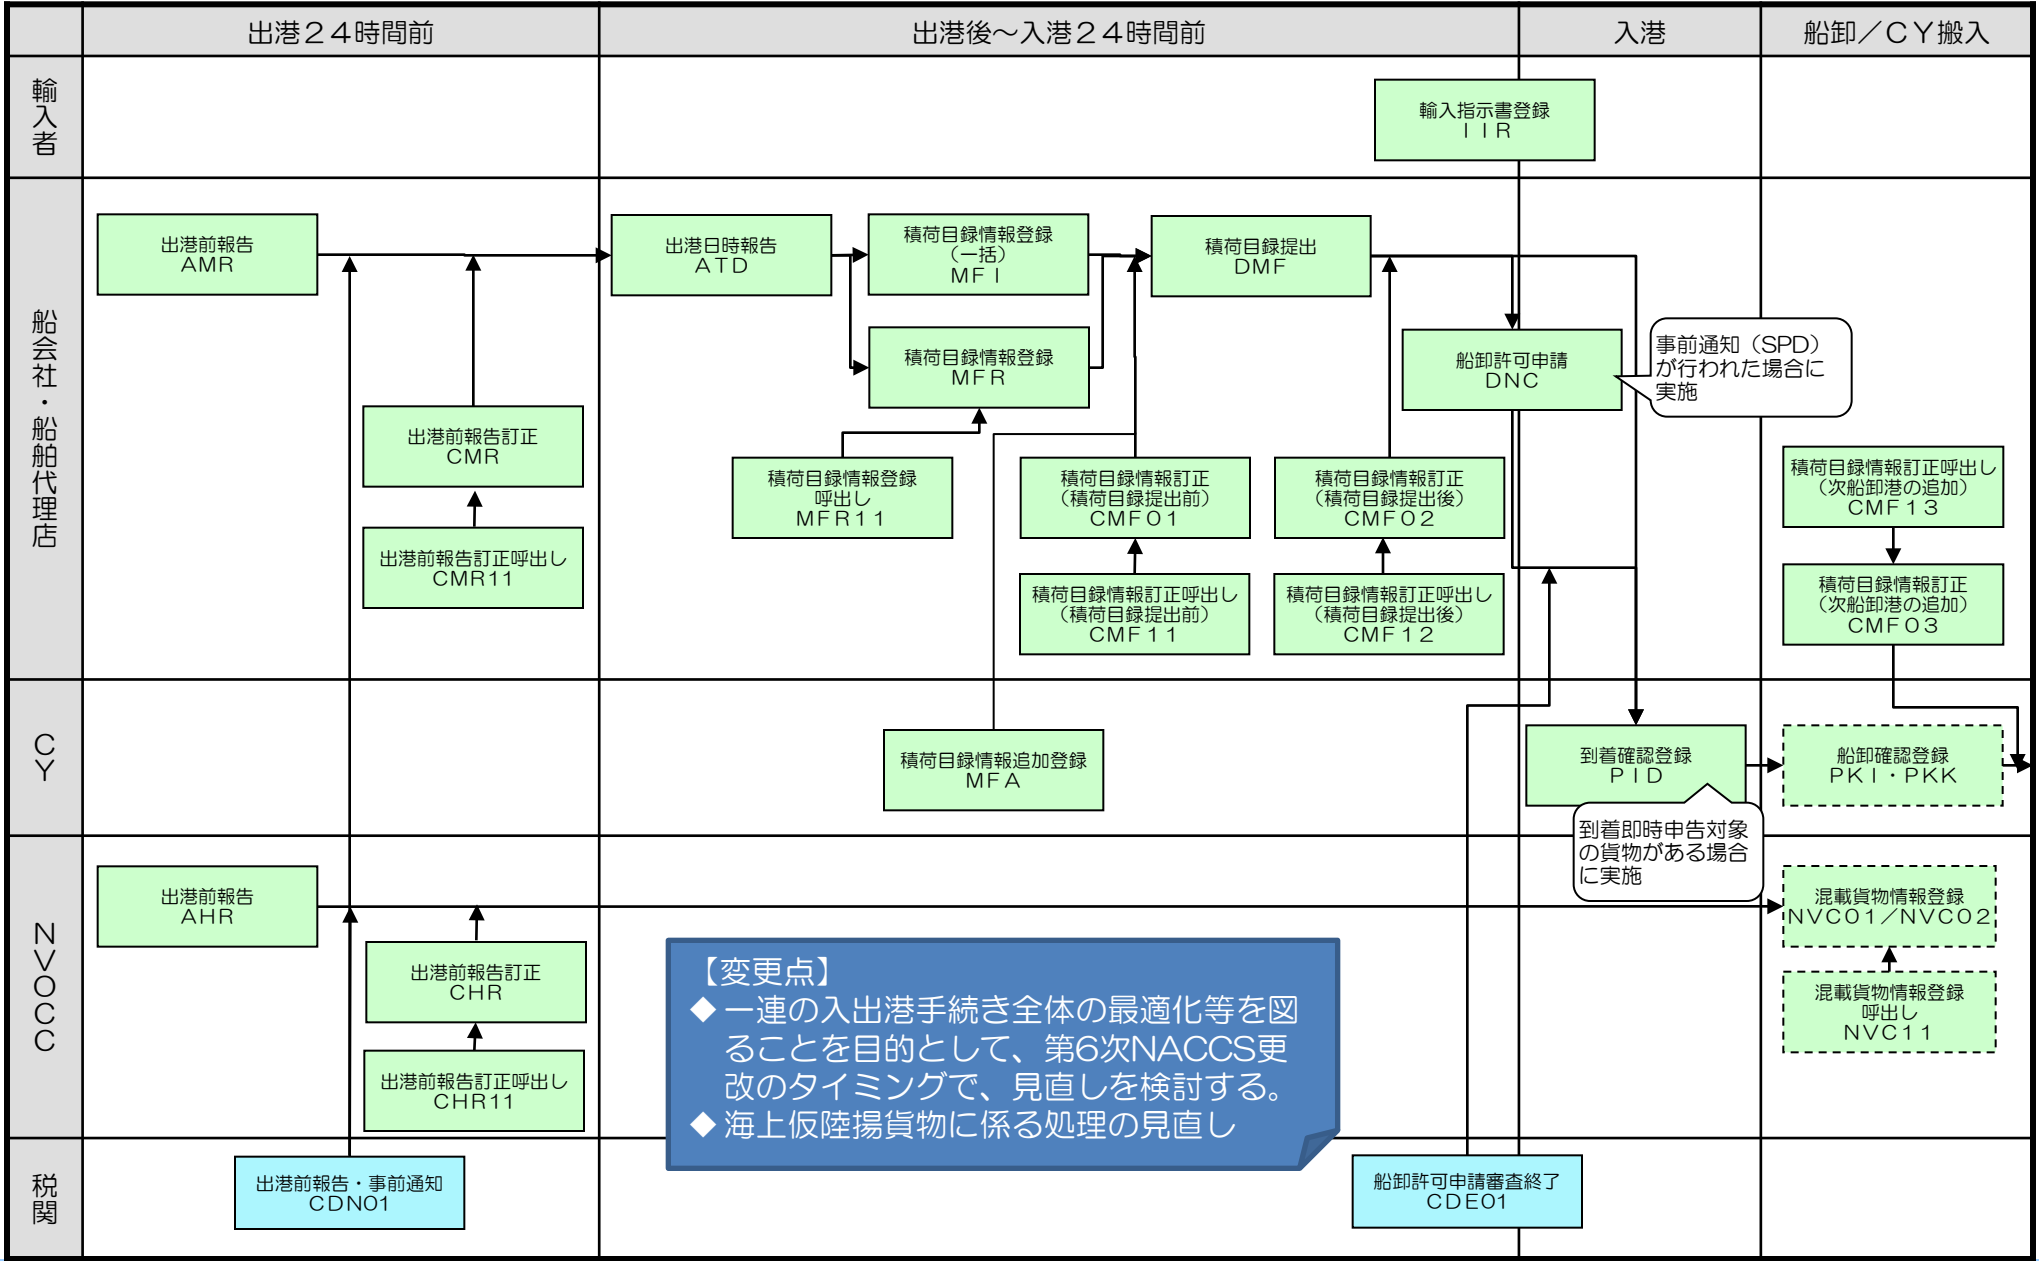 出港２４時間前
出港後～入港２４時間前
入港
船卸／ＣＹ搬入
輸入者
輸入指示書登録
ＩＩＲ
船会社・船舶代理店
出港前報告
ＡＭＲ
出港日時報告
ＡＴＤ
積荷目録情報登録
（一括）
ＭＦＩ
積荷目録提出
ＤＭＦ
積荷目録情報登録
ＭＦＲ
船卸許可申請
ＤＮＣ
事前通知（SPD）
が行われた場合に
実施
出港前報告訂正
ＣＭＲ
出港前報告訂正呼出し
ＣＭＲ11
積荷目録情報登録
呼出し
ＭＦＲ１１
積荷目録情報訂正
（積荷目録提出前）
ＣＭＦ０１
積荷目録情報訂正
（積荷目録提出後）
ＣＭＦ０２
積荷目録情報訂正呼出し
（次船卸港の追加）
ＣＭＦ１３
積荷目録情報訂正呼出し
（積荷目録提出前）
ＣＭＦ１１
積荷目録情報訂正呼出し
（積荷目録提出後）
ＣＭＦ１２
積荷目録情報訂正
（次船卸港の追加）
ＣＭＦ０３
ＣＹ
積荷目録情報追加登録
ＭＦＡ
到着確認登録
ＰＩＤ
船卸確認登録
ＰＫＩ・ＰＫＫ
到着即時申告対象
の貨物がある場合
に実施
ＮＶＯＣＣ
出港前報告
ＡＨＲ
出港前報告訂正
ＣＨＲ
出港前報告訂正呼出し
ＣＨＲ11
混載貨物情報登録
ＮＶＣ０１／ＮＶＣ０２
混載貨物情報登録
呼出し
ＮＶＣ１１
【変更点】
◆ 一連の入出港手続き全体の最適化等を図
ることを目的として、第6次NACCS更
改のタイミングで、見直しを検討する。
◆ 海上仮陸揚貨物に係る処理の見直し
税関
出港前報告・事前通知
ＣＤＮ０１
船卸許可申請審査終了
ＣＤＥ０１